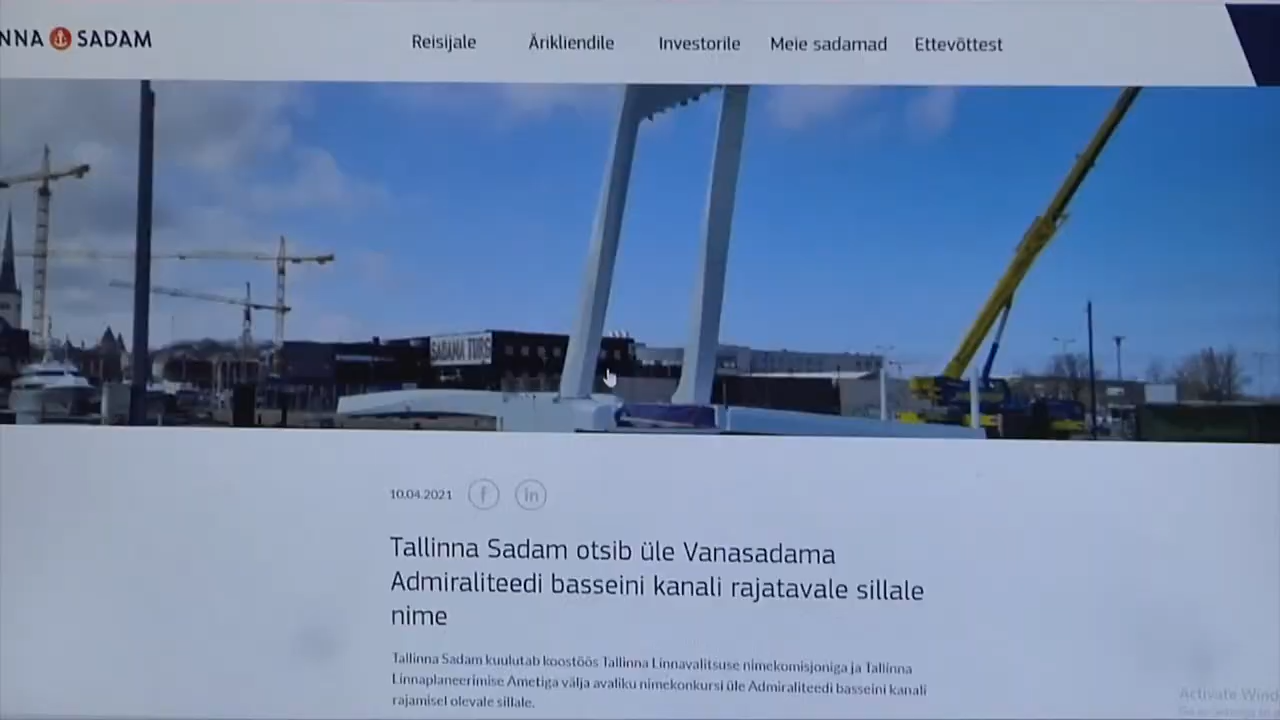 NNA SADAM
Reisijale Ärikliendile Investorile Meie sadamad Ettevõttest
SADAMA TURG
10.04.2021 f in
Tallinna Sadam otsib üle Vanasadama
Admiraliteedi basseini kanali rajatavale sillale
nime
Tallinna Sadam kuulutab koostöös Tallinna Linnavalitsuse nimekomisjoniga ja Tallinna
Linnaplaneerimise Ametiga välja avaliku nimekonkursi üle Admiraliteedi basseini kanali
rajamisel olevale sillale.
Activate Wind